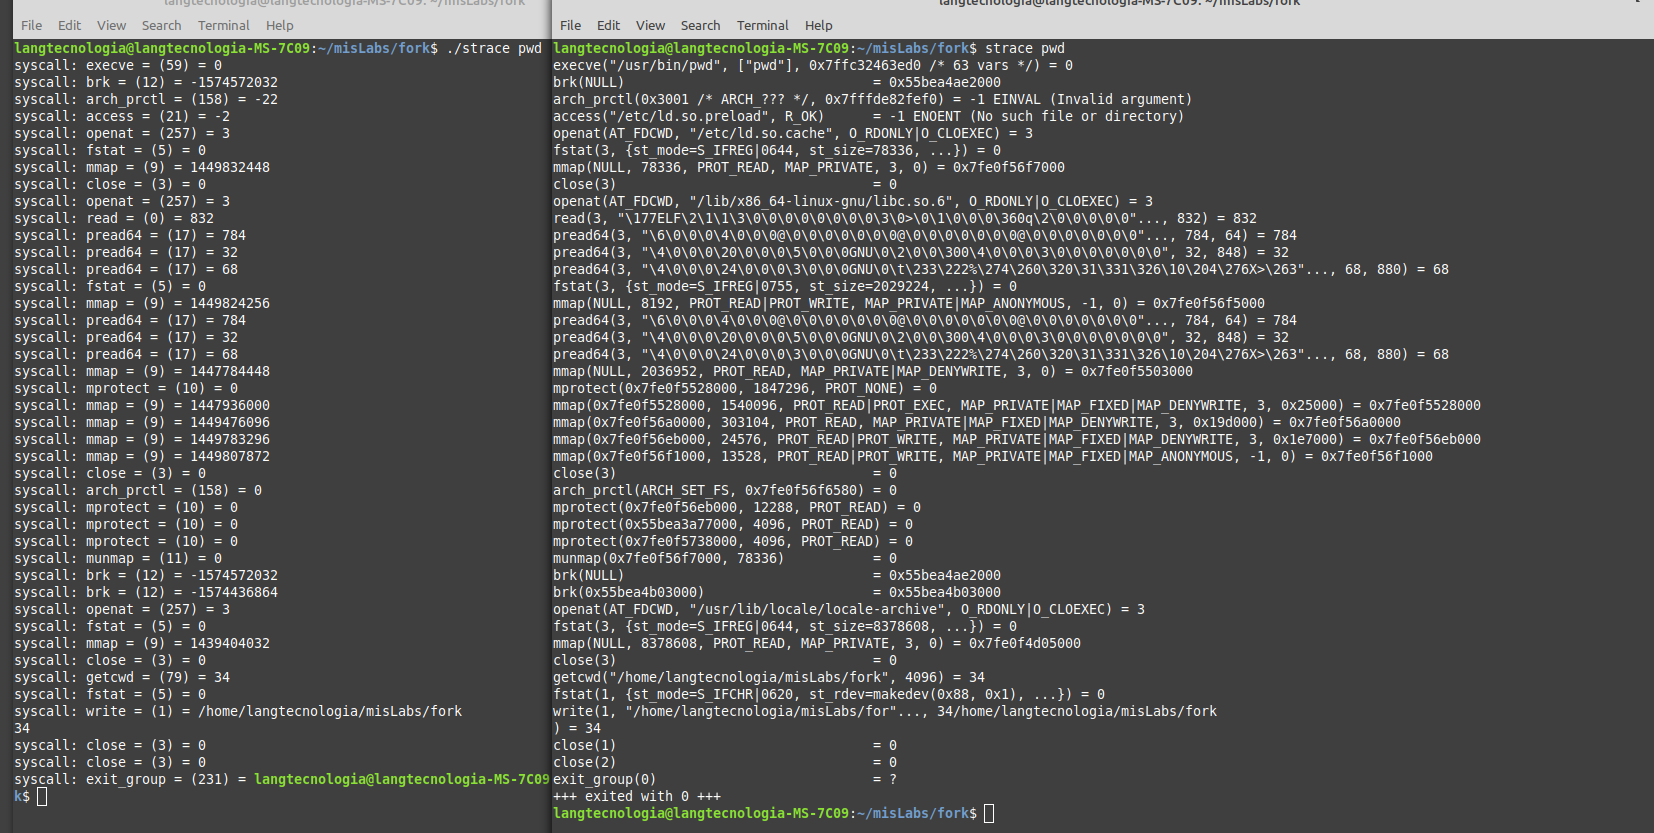 langtecnologia@langtecnologia-MS-7C09: ~/misLabs/fork
File Edit View Search Terminal Help
langtecnologia@langtecnologia-MS-7C09:~/misLabs/fork$ ./strace pwd
syscall: execve = (59) = 0
syscall: brk = (12) = -1574572032
syscall: arch_prctl = (158) = -22
syscall: access = (21) = -2
syscall: openat = (257) = 3
syscall: fstat = (5) = 0
syscall: mmap = (9) = 1449832448
syscall: close = (3) = 0
syscall: openat = (257) = 3
syscall: read = (0) = 832
syscall: pread64 = (17) = 784
syscall: pread64 = (17) = 32
syscall: pread64 = (17) = 68
syscall: fstat = (5) = 0
syscall: mmap = (9) = 1449824256
syscall: pread64 = (17) = 784
syscall: pread64 = (17) = 32
syscall: pread64 = (17) = 68
syscall: mmap = (9) = 1447784448
syscall: mprotect = (10) = 0
syscall: mmap = (9) = 1447936000
syscall: mmap = (9) = 1449476096
syscall: mmap = (9) = 1449783296
syscall: mmap = (9) = 1449807872
syscall: close = (3) = 0
syscall: arch_prctl = (158) = 0
syscall: mprotect = (10) = 0
syscall: mprotect = (10) = 0
syscall: mprotect = (10) = 0
syscall: munmap = (11) = 0
syscall: brk = (12) = -1574572032
syscall: brk = (12) = -1574436864
syscall: openat = (257) = 3
syscall: fstat = (5) = 0
syscall: mmap = (9) = 1439404032
syscall: close = (3) = 0
syscall: getcwd = (79) = 34
syscall: fstat = (5) = 0
syscall: write = (1) = /home/langtecnologia/misLabs/fork
34
syscall: close = (3) = 0
syscall: close = (3) = 0
syscall: exit_group = (231) = langtecnologia@langtecnologia-MS-7C09
k$
langtecnologia@langtecnologia-MS-7C09: ~/misLabs/fork
File Edit View Search Terminal Help
langtecnologia@langtecnologia-MS-7C09:~/misLabs/fork$ strace pwd
execve("/usr/bin/pwd", ["pwd"], 0x7ffc32463ed0 /* 63 vars */) = 0
brk(NULL) = 0x55bea4ae2000
arch_prctl(0x3001 /* ARCH_??? */, 0x7fffde82fef0) = -1 EINVAL (Invalid argument)
access("/etc/ld.so.preload", R_OK) = -1 ENOENT (No such file or directory)
openat(AT_FDCWD, "/etc/ld.so.cache", O_RDONLY|O_CLOEXEC) = 3
fstat(3, {st_mode=S_IFREG|0644, st_size=78336, ...}) = 0
mmap(NULL, 78336, PROT_READ, MAP_PRIVATE, 3, 0) = 0x7fe0f56f7000
close(3) = 0
openat(AT_FDCWD, "/lib/x86_64-linux-gnu/libc.so.6", O_RDONLY|O_CLOEXEC) = 3
read(3, "\177ELF\2\1\1\3\0\0\0\0\0\0\0\0\3\0>\0\1\0\0\0\360q\2\0\0\0\0\0"..., 832) = 832
pread64(3, "\6\0\0\0\4\0\0\0@\0\0\0\0\0\0\0@\0\0\0\0\0\0\0@\0\0\0\0\0\0\0"..., 784, 64) = 784
pread64(3, "\4\0\0\0\20\0\0\0\5\0\0\0GNU\0\2\0\0\300\4\0\0\0\3\0\0\0\0\0\0\0", 32, 848) = 32
pread64(3, "\4\0\0\0\24\0\0\0\3\0\0\0GNU\0\t\233\222%\274\260\320\31\331\326\10\204\276X>\263"..., 68, 880) = 68
fstat(3, {st_mode=S_IFREG|0755, st_size=2029224, ...}) = 0
mmap(NULL, 8192, PROT_READ|PROT_WRITE, MAP_PRIVATE|MAP_ANONYMOUS, -1, 0) = 0x7fe0f56f5000
pread64(3, "\6\0\0\0\4\0\0\0@\0\0\0\0\0\0\0@\0\0\0\0\0\0\0@\0\0\0\0\0\0\0"..., 784, 64) = 784
pread64(3, "\4\0\0\0\20\0\0\0\5\0\0\0GNU\0\2\0\0\300\4\0\0\0\3\0\0\0\0\0\0\0", 32, 848) = 32
pread64(3, "\4\0\0\0\24\0\0\0\3\0\0\0GNU\0\t\233\222%\274\260\320\31\331\326\10\204\276X>\263"..., 68, 880) = 68
mmap(NULL, 2036952, PROT_READ, MAP_PRIVATE|MAP_DENYWRITE, 3, 0) = 0x7fe0f5503000
mprotect(0x7fe0f5528000, 1847296, PROT_NONE) = 0
mmap(0x7fe0f5528000, 1540096, PROT_READ|PROT_EXEC, MAP_PRIVATE|MAP_FIXED|MAP_DENYWRITE, 3, 0x25000) = 0x7fe0f5528000
mmap(0x7fe0f56a0000, 303104, PROT_READ, MAP_PRIVATE|MAP_FIXED|MAP_DENYWRITE, 3, 0x19d000) = 0x7fe0f56a0000
mmap(0x7fe0f56eb000, 24576, PROT_READ|PROT_WRITE, MAP_PRIVATE|MAP_FIXED|MAP_DENYWRITE, 3, 0x1e7000) = 0x7fe0f56eb000
mmap(0x7fe0f56f1000, 13528, PROT_READ|PROT_WRITE, MAP_PRIVATE|MAP_FIXED|MAP_ANONYMOUS, -1, 0) = 0x7fe0f56f1000
close(3) = 0
arch_prctl(ARCH_SET_FS, 0x7fe0f56f6580) = 0
mprotect(0x7fe0f56eb000, 12288, PROT_READ) = 0
mprotect(0x55bea3a77000, 4096, PROT_READ) = 0
mprotect(0x7fe0f5738000, 4096, PROT_READ) = 0
munmap(0x7fe0f56f7000, 78336) = 0
brk(NULL) = 0x55bea4ae2000
brk(0x55bea4b03000) = 0x55bea4b03000
openat(AT_FDCWD, "/usr/lib/locale/locale-archive", O_RDONLY|O_CLOEXEC) = 3
fstat(3, {st_mode=S_IFREG|0644, st_size=8378608, ...}) = 0
mmap(NULL, 8378608, PROT_READ, MAP_PRIVATE, 3, 0) = 0x7fe0f4d05000
close(3) = 0
getcwd("/home/langtecnologia/misLabs/fork", 4096) = 34
fstat(1, {st_mode=S_IFCHR|0620, st_rdev=makedev(0x88, 0x1), ...}) = 0
write(1, "/home/langtecnologia/misLabs/for"..., 34/home/langtecnologia/misLabs/fork
) = 34
close(1) = 0
close(2) = 0
exit_group(0) = ?
+++ exited with 0 +++
langtecnologia@langtecnologia-MS-7C09:~/misLabs/fork$